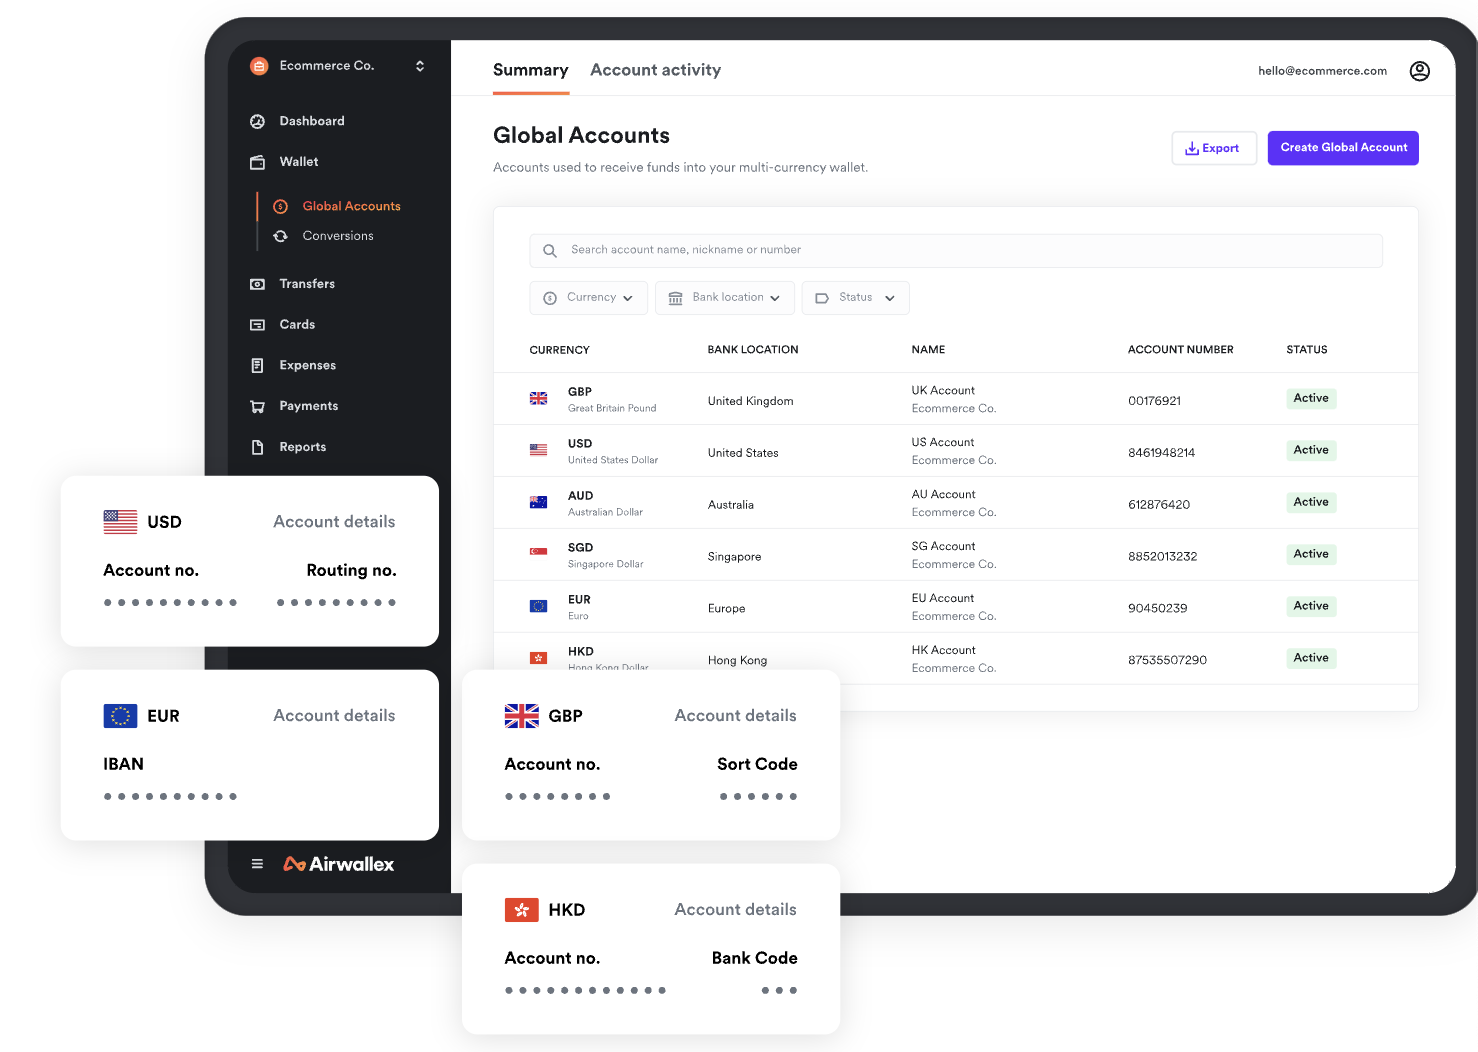 Ecommerce Co.
Dashboard
Wallet
Global Accounts
Conversions
Transfers
Cards
Expenses
Payments
Reports
Summary Account activity
hello@ecommerce.com
Global Accounts
Accounts used to receive funds into your multi-currency wallet.
Export
Create Global Account
Search account name, nickname or number
Currency Bank location Status
CURRENCY BANK LOCATION NAME ACCOUNT NUMBER STATUS
GBP United Kingdom UK Account 00176921 Active
Great Britain Pound Ecommerce Co.
USD United States US Account 8461948214 Active
United States Dollar Ecommerce Co.
AUD Australia AU Account 612876420 Active
Australian Dollar Ecommerce Co.
SGD Singapore SG Account 8852013232 Active
Singapore Dollar Ecommerce Co.
EUR Europe EU Account 90450239 Active
Euro Ecommerce Co.
HKD Hong Kong HK Account 87535507290 Active
Hong Kong Dollar Ecommerce Co.
USD Account details
Account no. Routing no.
EUR Account details
IBAN
GBP Account details
Account no. Sort Code
Airwallex
HKD Account details
Account no. Bank Code